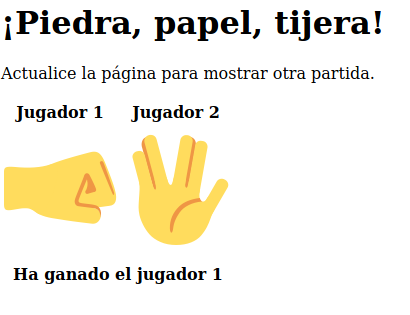 ¡Piedra, papel, tijera!
Actualice la página para mostrar otra partida.
Jugador 1 Jugador 2
Ha ganado el jugador 1